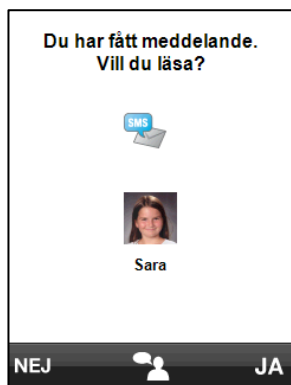 Du har fått meddelande.
Vill du läsa?
SMS
Sara
NEJ JA